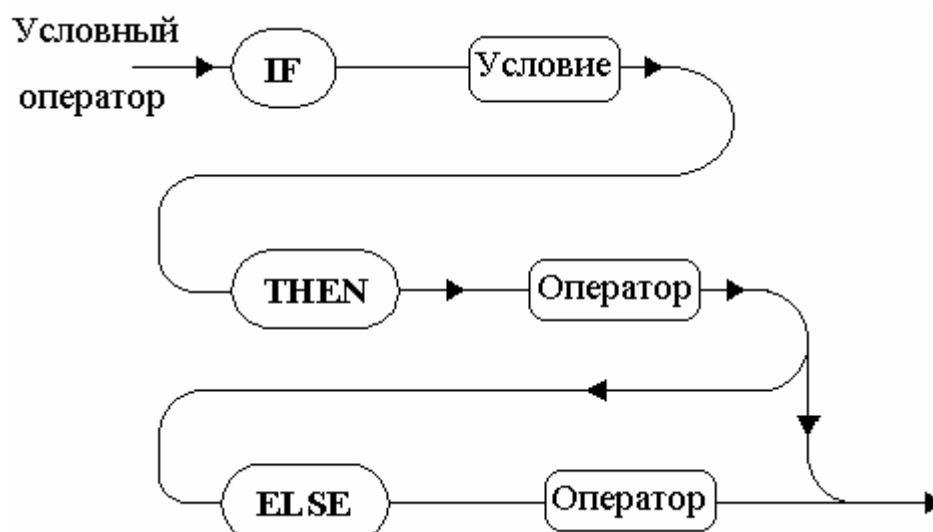 Условный
оператор
IF
Условие
THEN
Оператор
ELSE
Оператор